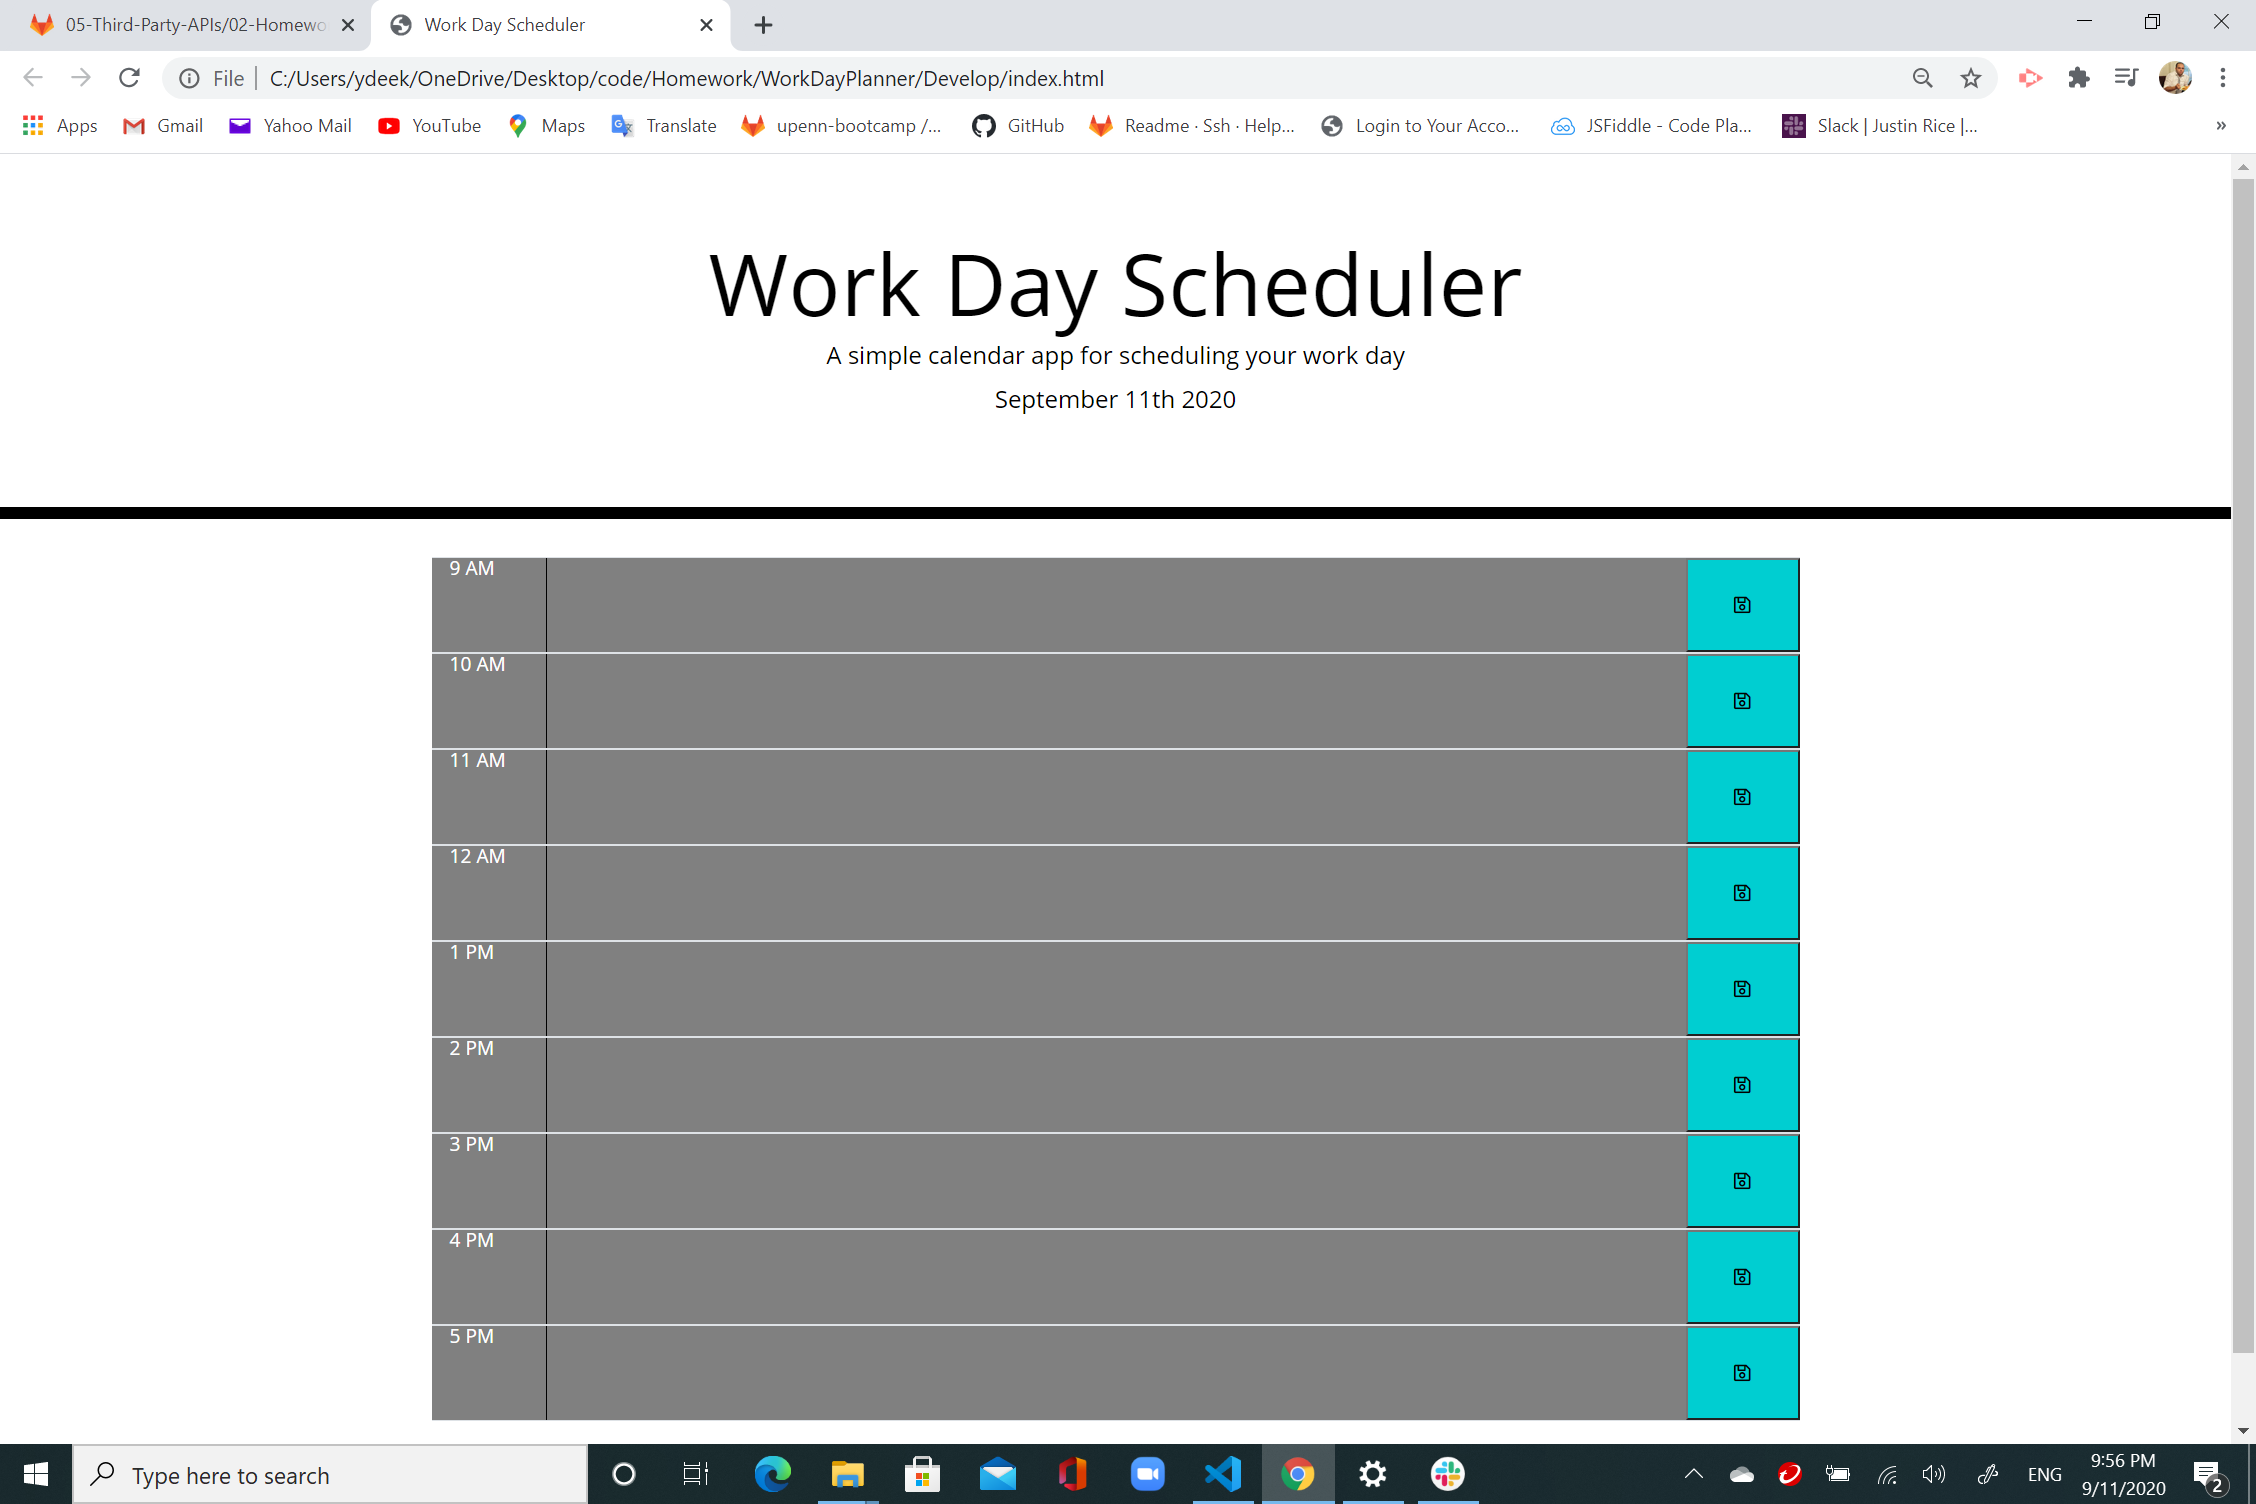 05-Third-Party-APIs/02-Homewo
Work Day Scheduler
File C:/Users/ydeek/OneDrive/Desktop/code/Homework/WorkDayPlanner/Develop/index.html
Apps Gmail Yahoo Mail YouTube Maps Translate upenn-bootcamp /... GitHub Readme · Ssh · Help... Login to Your Acco... JSFiddle - Code Pla... Slack | Justin Rice |... »
Work Day Scheduler
A simple calendar app for scheduling your work day
September 11th 2020
9 AM
10 AM
11 AM
12 AM
1 PM
2 PM
3 PM
4 PM
5 PM
Type here to search
ENG
9:56 PM
9/11/2020
2